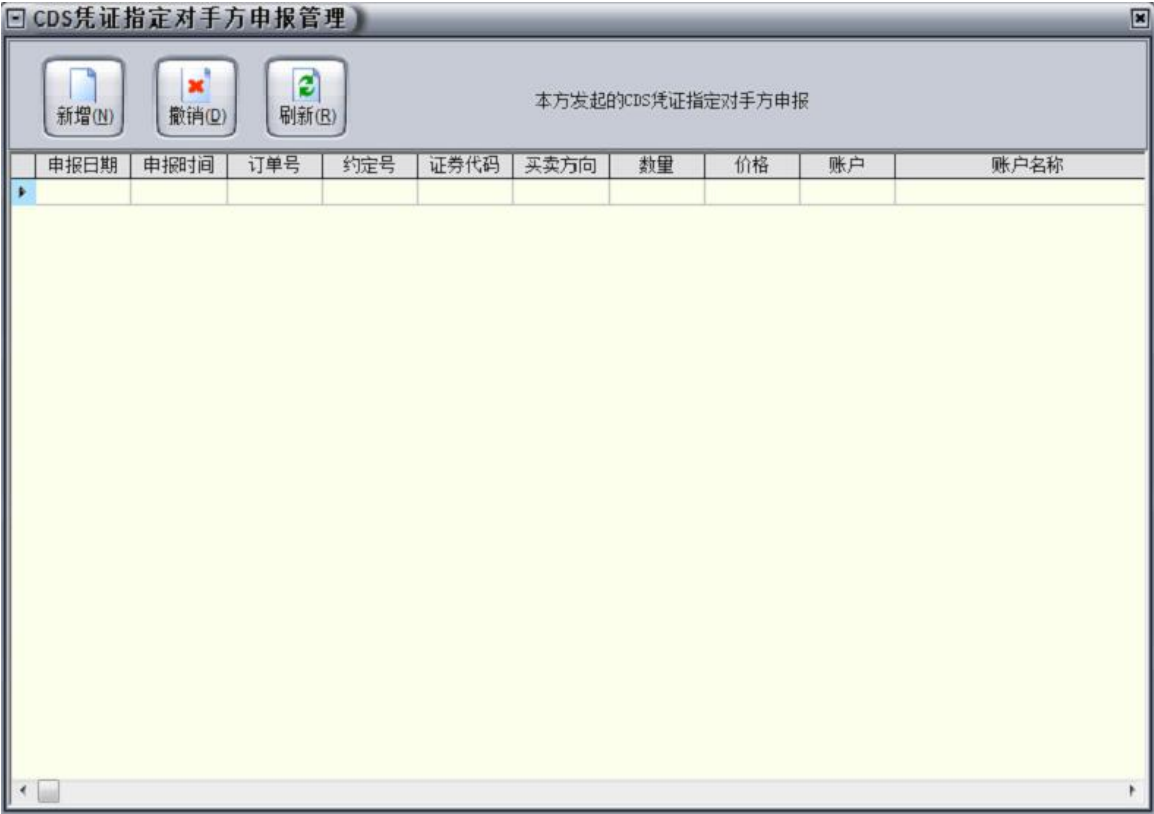 CDS凭证指定对手方申报管理
新增(N) 撤销(D) 刷新(R) 本方发起的CDS凭证指定对手方申报
申报日期 申报时间 订单号 约定号 证券代码 买卖方向 数量 价格 账户 账户名称